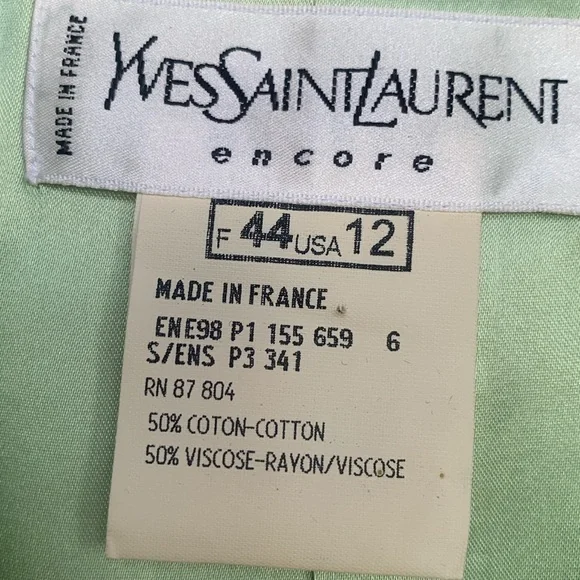 MADE IN FRANCE
YVESSAINTLAURENT
encore
F 44 USA 12
MADE IN FRANCE
ENE98 P1 155 659 6
S/ENS P3 341
RN 87 804
50% COTON-COTTON
50% VISCOSE-RAYON/VISCOSE